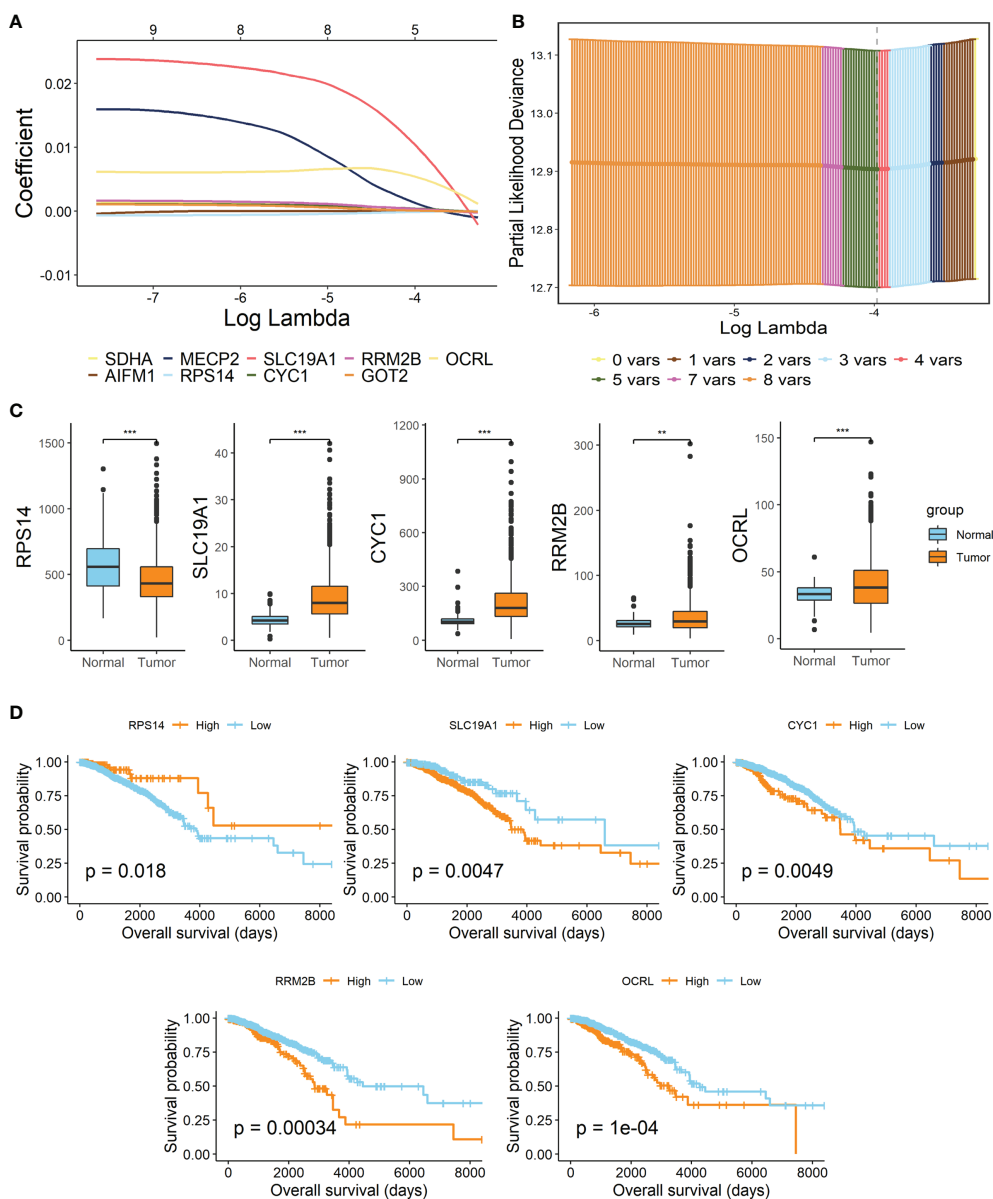 A
9 8 8 5
Coefficient
0.02
0.01
0.00
-0.01
-7 -6 -5 -4
Log Lambda
SDHA MECP2 SLC19A1 RRM2B OCRL
AIFM1 RPS14 CYC1 GOT2
B
Partial Likelihood Deviance
13.1
13.0
12.9
12.8
12.7
-6 -5 -4
Log Lambda
0 vars 1 vars 2 vars 3 vars 4 vars
5 vars 7 vars 8 vars
C
RPS14
1500
1000
500
0
***
Normal Tumor
SLC19A1
40
30
20
10
0
***
Normal Tumor
CYC1
1200
900
600
300
0
***
Normal Tumor
RRM2B
300
200
100
0
**
Normal Tumor
OCRL
150
100
50
0
***
Normal Tumor
group
Normal
Tumor
D
RPS14 High Low
Survival probability
1.00
0.75
0.50
0.25
0.00
p = 0.018
0 2000 4000 6000 8000
Overall survival (days)
SLC19A1 High Low
Survival probability
1.00
0.75
0.50
0.25
0.00
p = 0.0047
0 2000 4000 6000 8000
Overall survival (days)
CYC1 High Low
Survival probability
1.00
0.75
0.50
0.25
0.00
p = 0.0049
0 2000 4000 6000 8000
Overall survival (days)
RRM2B High Low
Survival probability
1.00
0.75
0.50
0.25
0.00
p = 0.00034
0 2000 4000 6000 8000
Overall survival (days)
OCRL High Low
Survival probability
1.00
0.75
0.50
0.25
0.00
p = 1e-04
0 2000 4000 6000 8000
Overall survival (days)